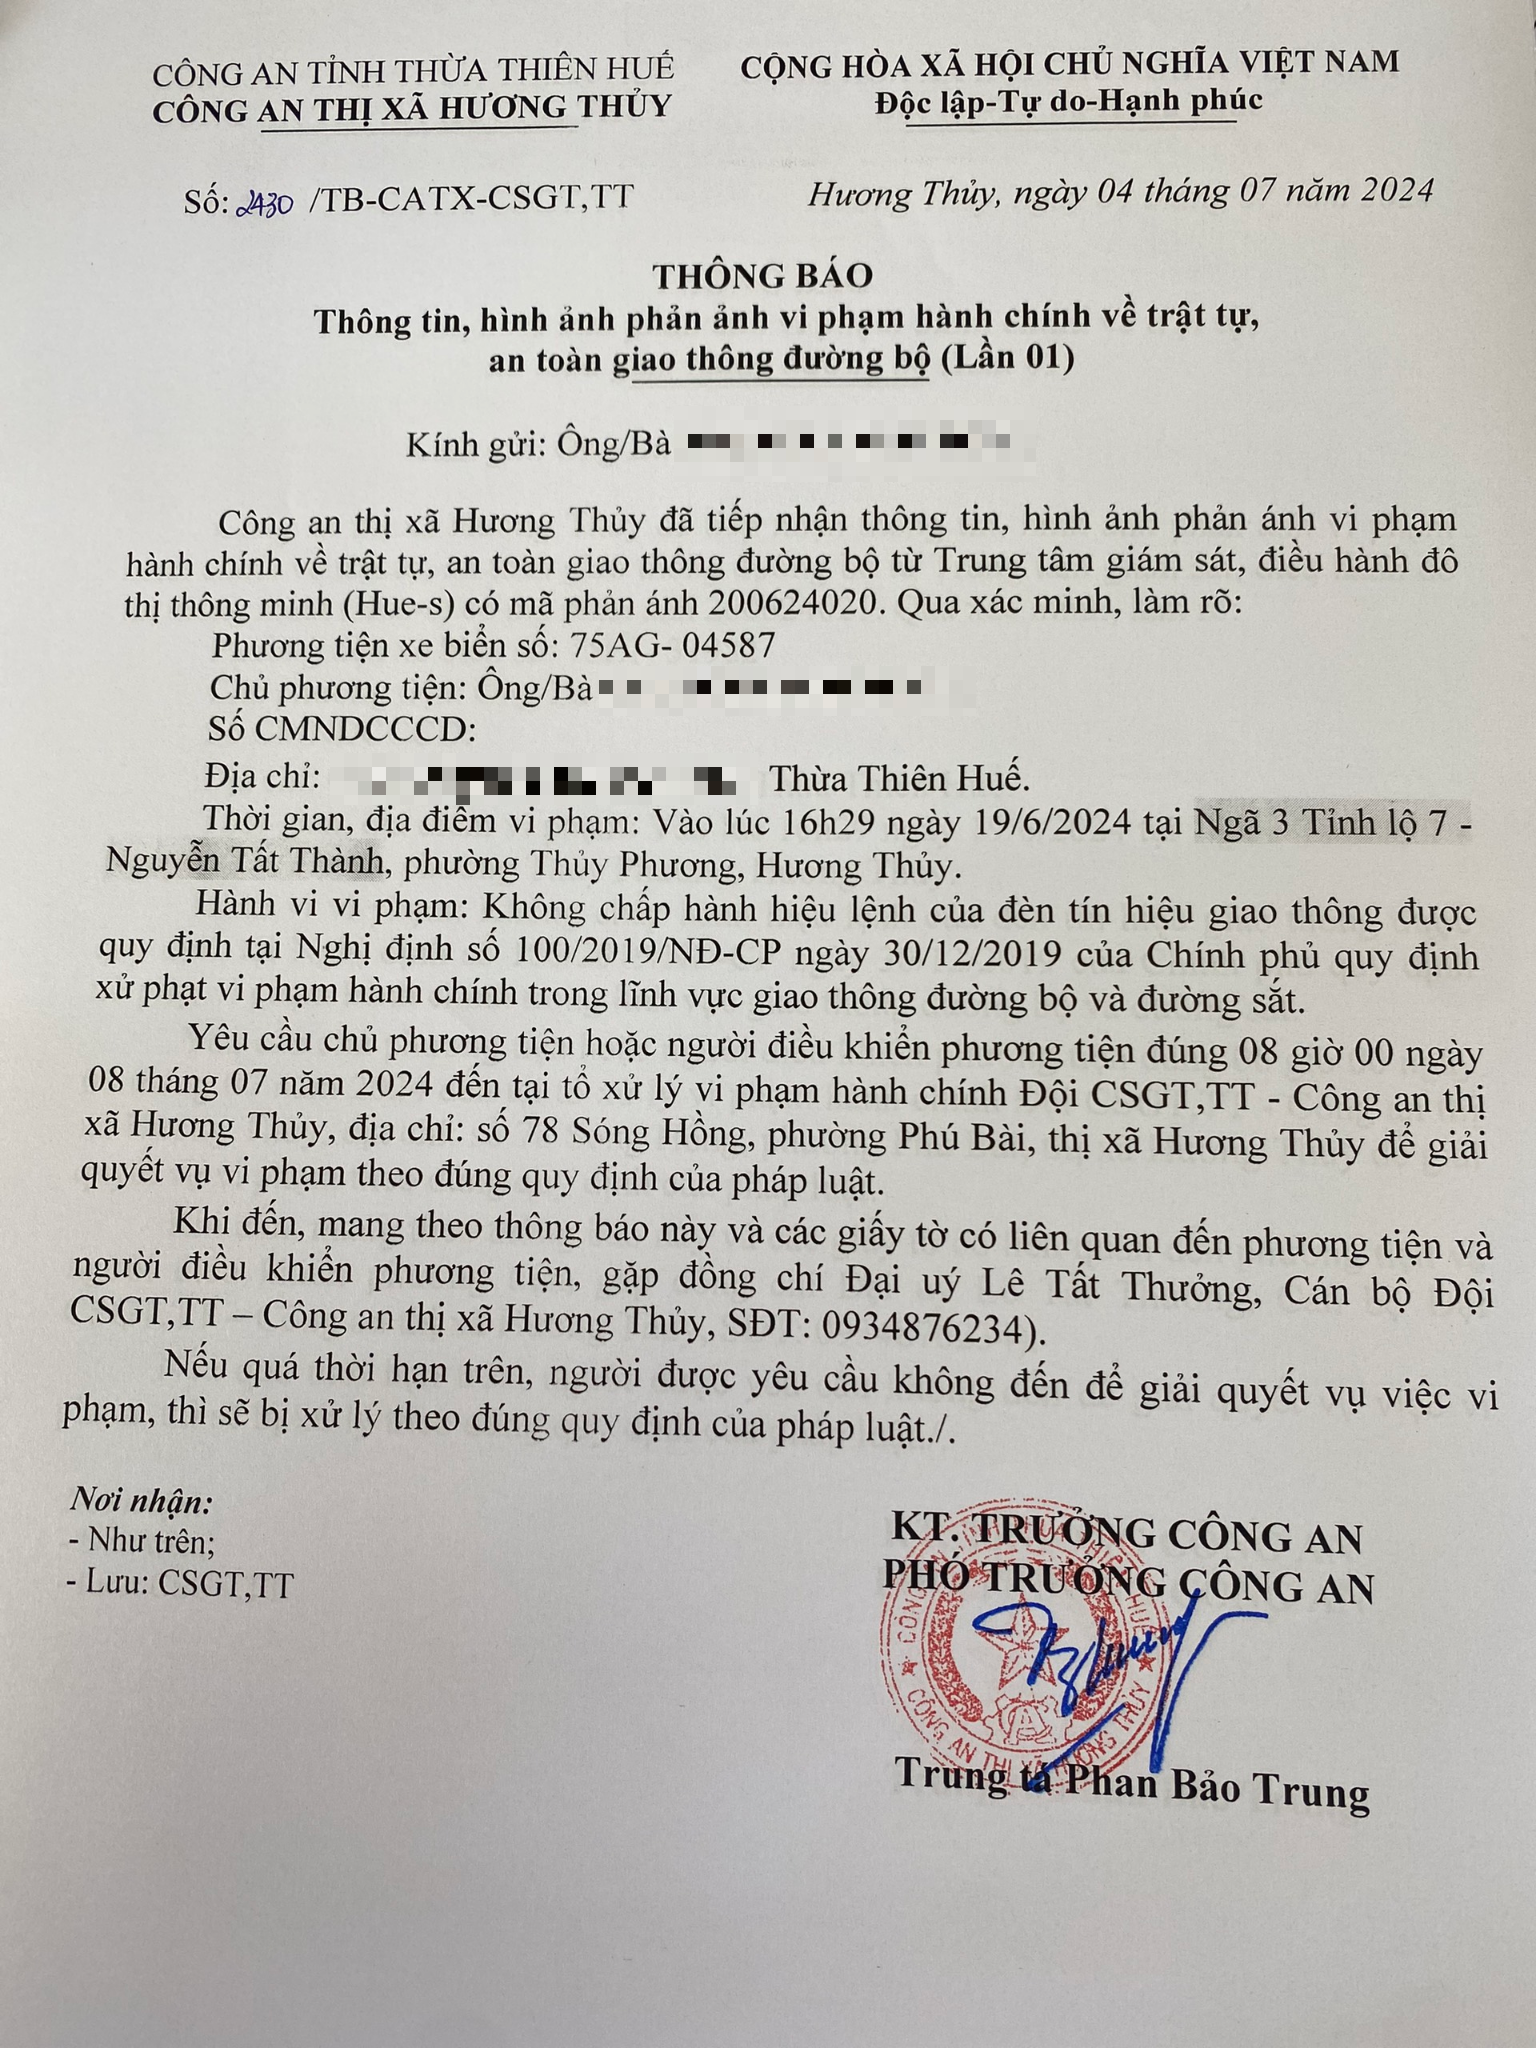 CÔNG AN TỈNH THỪA THIÊN HUẾ
CÔNG AN THỊ XÃ HƯƠNG THỦY
CỘNG HÒA XÃ HỘI CHỦ NGHĨA VIỆT NAM
Độc lập-Tự do-Hạnh phúc
Số: 2430 /TB-CATX-CSGT,TT
Hương Thủy, ngày 04 tháng 07 năm 2024
THÔNG BÁO
Thông tin, hình ảnh phản ảnh vi phạm hành chính về trật tự,
an toàn giao thông đường bộ (Lần 01)
Kính gửi: Ông/Bà
Công an thị xã Hương Thủy đã tiếp nhận thông tin, hình ảnh phản ánh vi phạm
hành chính về trật tự, an toàn giao thông đường bộ từ Trung tâm giám sát, điều hành đô
thị thông minh (Hue-s) có mã phản ánh 200624020. Qua xác minh, làm rõ:
Phương tiện xe biển số: 75AG- 04587
Chủ phương tiện: Ông/Bà
Số CMNDCCCD:
Địa chỉ: Thừa Thiên Huế.
Thời gian, địa điểm vi phạm: Vào lúc 16h29 ngày 19/6/2024 tại Ngã 3 Tỉnh lộ 7 -
Nguyễn Tất Thành, phường Thủy Phương, Hương Thủy.
Hành vi vi phạm: Không chấp hành hiệu lệnh của đèn tín hiệu giao thông được
quy định tại Nghị định số 100/2019/NĐ-CP ngày 30/12/2019 của Chính phủ quy định
xử phạt vi phạm hành chính trong lĩnh vực giao thông đường bộ và đường sắt.
Yêu cầu chủ phương tiện hoặc người điều khiển phương tiện đúng 08 giờ 00 ngày
08 tháng 07 năm 2024 đến tại tổ xử lý vi phạm hành chính Đội CSGT,TT - Công an thị
xã Hương Thủy, địa chỉ: số 78 Sóng Hồng, phường Phú Bài, thị xã Hương Thủy để giải
quyết vụ vi phạm theo đúng quy định của pháp luật.
Khi đến, mang theo thông báo này và các giấy tờ có liên quan đến phương tiện và
người điều khiển phương tiện, gặp đồng chí Đại uý Lê Tất Thưởng, Cán bộ Đội
CSGT,TT – Công an thị xã Hương Thủy, SĐT: 0934876234).
Nếu quá thời hạn trên, người được yêu cầu không đến để giải quyết vụ việc vi
phạm, thì sẽ bị xử lý theo đúng quy định của pháp luật./.
Nơi nhận:
- Như trên;
- Lưu: CSGT,TT
KT. TRƯỞNG CÔNG AN
PHÓ TRƯỞNG CÔNG AN
CÔNG AN TỈNH THỪA THIÊN HUẾ
CÔNG AN THỊ XÃ HƯƠNG THỦY
Trung tá Phan Bảo Trung